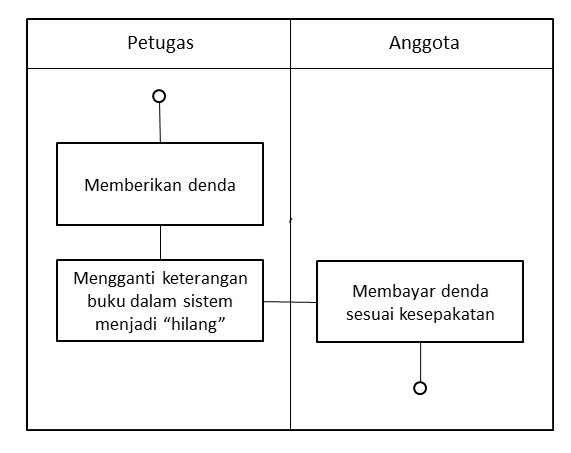 Petugas
Anggota
Memberikan denda
Mengganti keterangan
buku dalam sistem
menjadi “hilang”
Membayar denda
sesuai kesepakatan